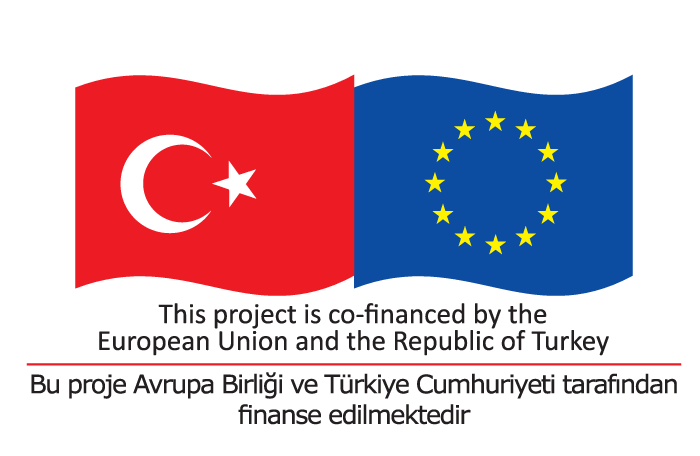 This project is co-financed by the
European Union and the Republic of Turkey
Bu proje Avrupa Birliği ve Türkiye Cumhuriyeti tarafından
finanse edilmektedir